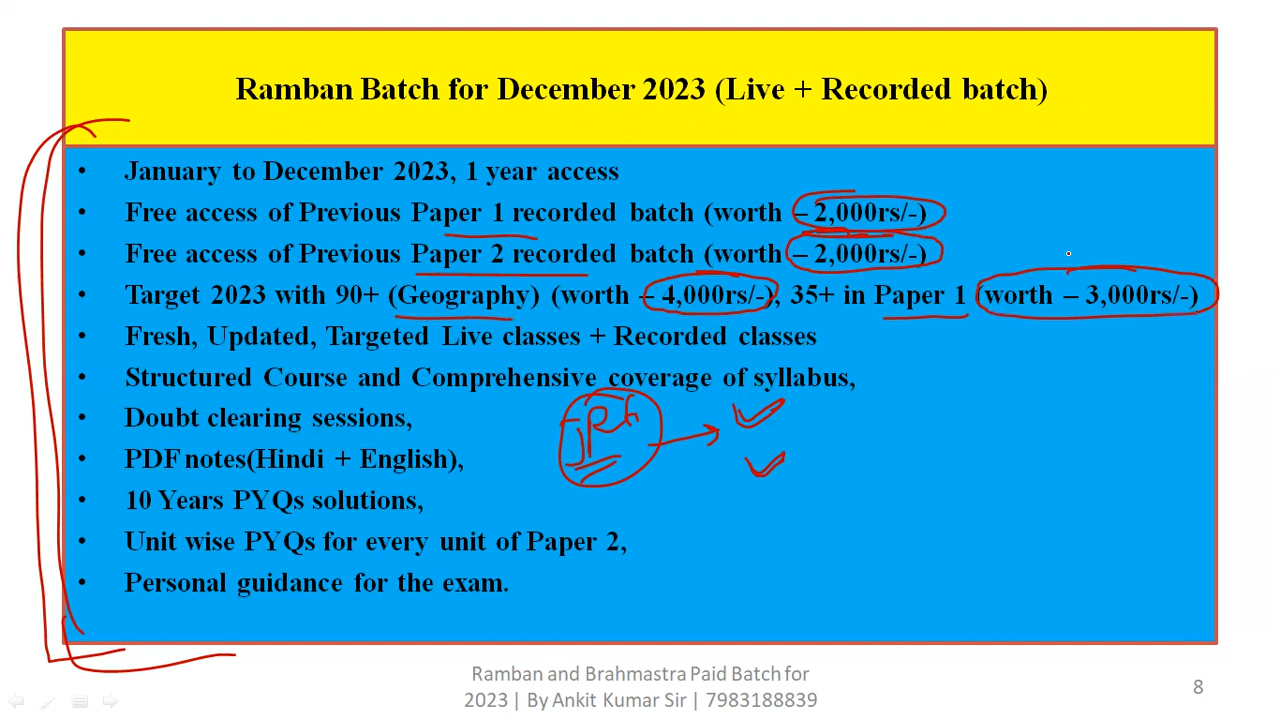 Ramban Batch for December 2023 (Live + Recorded batch)
• January to December 2023, 1 year access
• Free access of Previous Paper 1 recorded batch (worth – 2,000rs/-)
• Free access of Previous Paper 2 recorded batch (worth – 2,000rs/-)
• Target 2023 with 90+ (Geography) (worth – 4,000rs/-), 35+ in Paper 1 (worth – 3,000rs/-)
• Fresh, Updated, Targeted Live classes + Recorded classes
• Structured Course and Comprehensive coverage of syllabus,
• Doubt clearing sessions,
jrf
• PDF notes(Hindi + English),
• 10 Years PYQs solutions,
• Unit wise PYQs for every unit of Paper 2,
• Personal guidance for the exam.
Ramban and Brahmastra Paid Batch for
2023 | By Ankit Kumar Sir | 7983188839
8